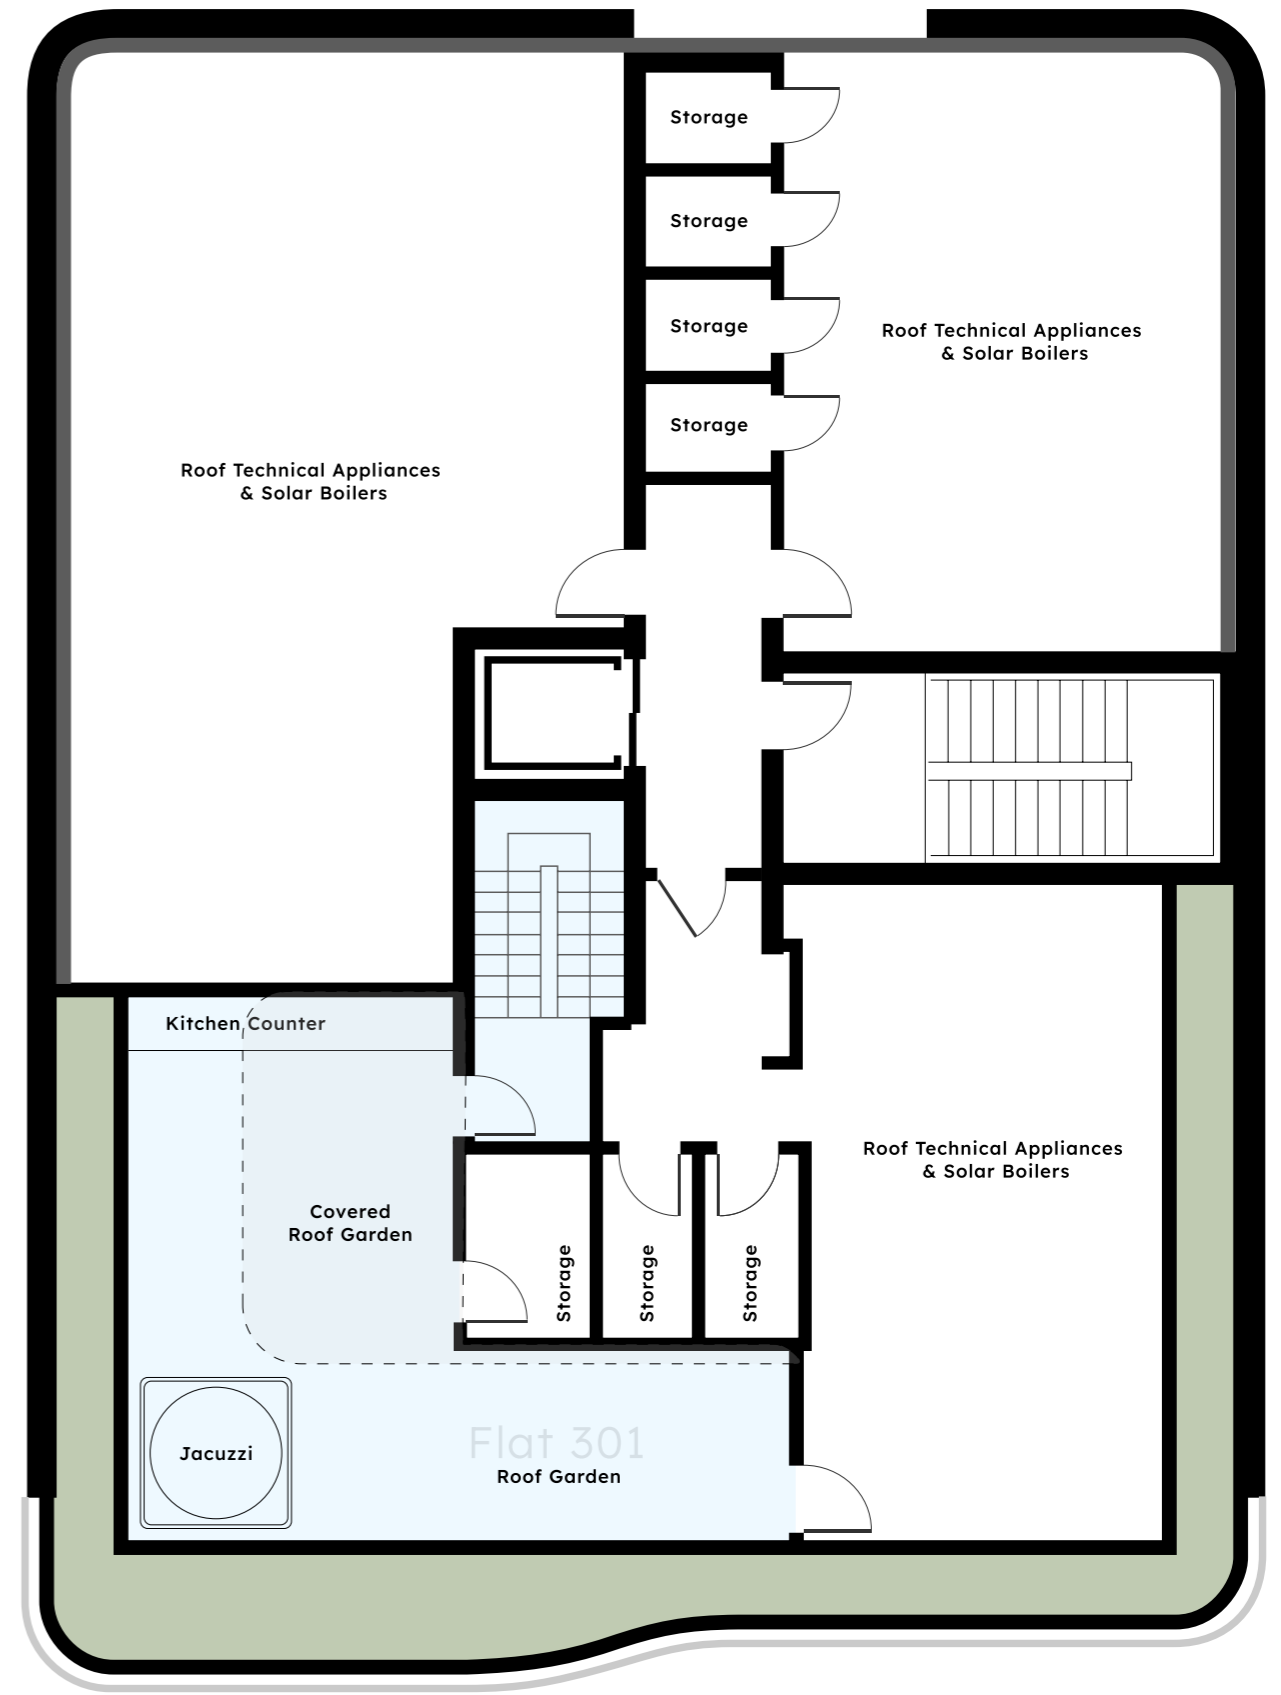 Storage
Storage
Storage
Storage
Roof Technical Appliances
& Solar Boilers
Roof Technical Appliances
& Solar Boilers
Kitchen Counter
Roof Technical Appliances
& Solar Boilers
Covered
Roof Garden
Storage
Storage
Storage
Jacuzzi
Flat 301
Roof Garden